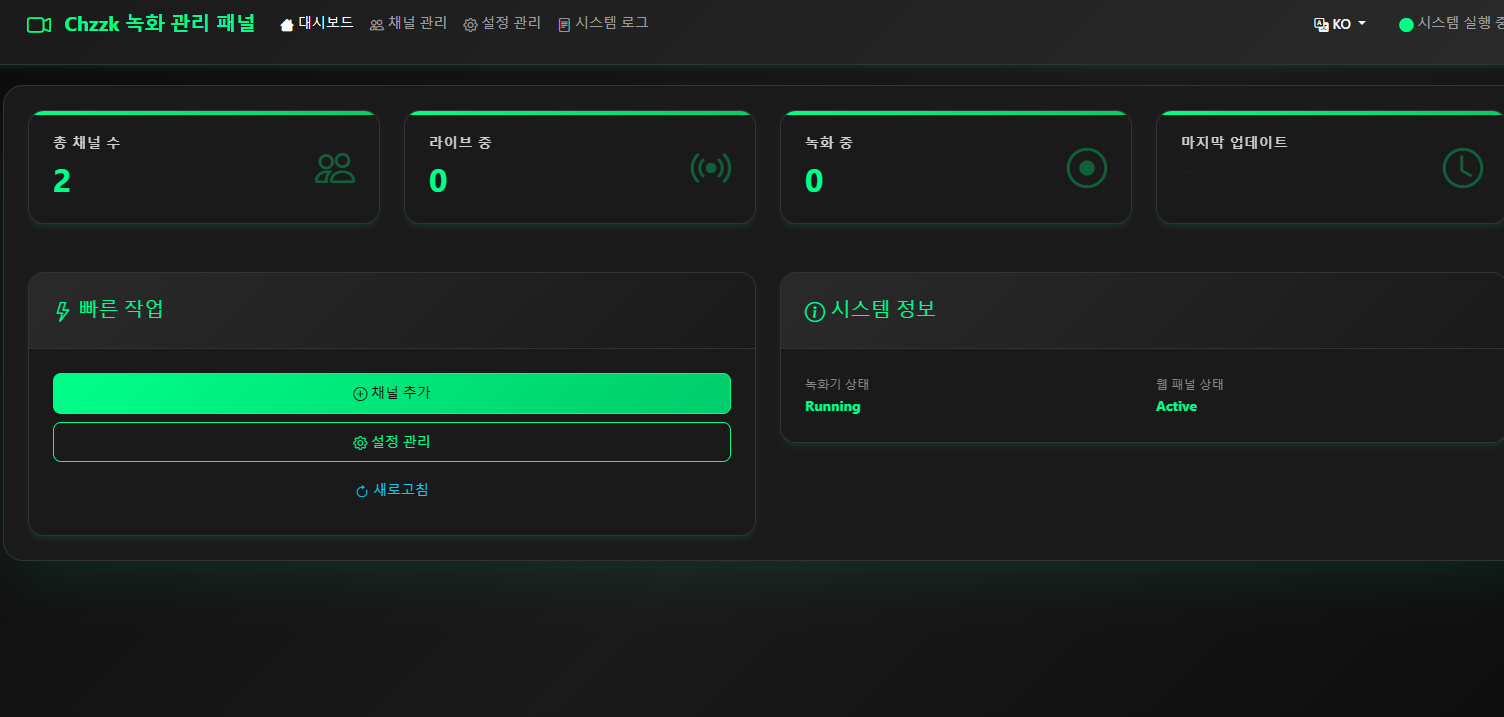 Chzzk 녹화 관리 패널 대시보드 채널 관리 설정 관리 시스템 로그 KO 시스템 실행 중
총 채널 수
2
라이브 중
0
녹화 중
0
마지막 업데이트
빠른 작업
채널 추가
설정 관리
새로고침
시스템 정보
녹화기 상태
Running
웹 패널 상태
Active